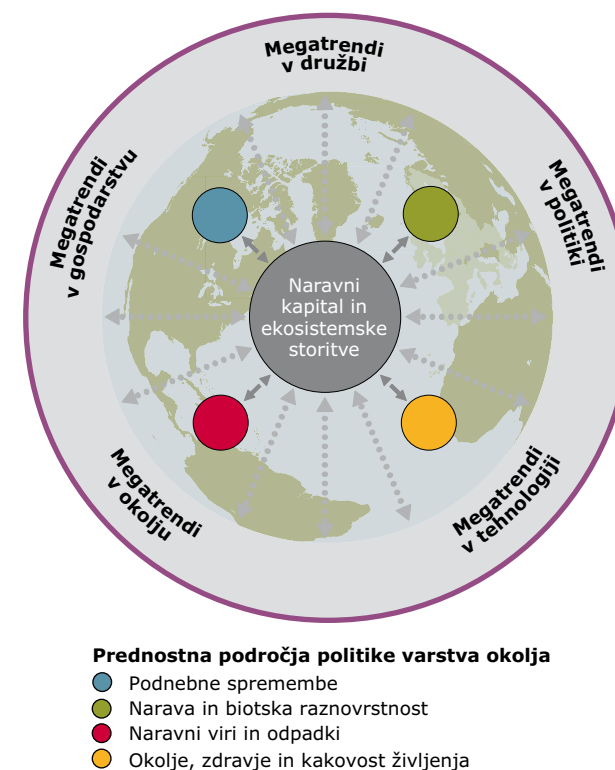 Megatrendi
v družbi
Megatrendi
v gospodarstvu
Megatrendi
v politiki
Naravni
kapital in
ekosistemske
storitve
Megatrendi
v okolju
Megatrendi
v tehnologiji
Prednostna področja politike varstva okolja
Podnebne spremembe
Narava in biotska raznovrstnost
Naravni viri in odpadki
Okolje, zdravje in kakovost življenja